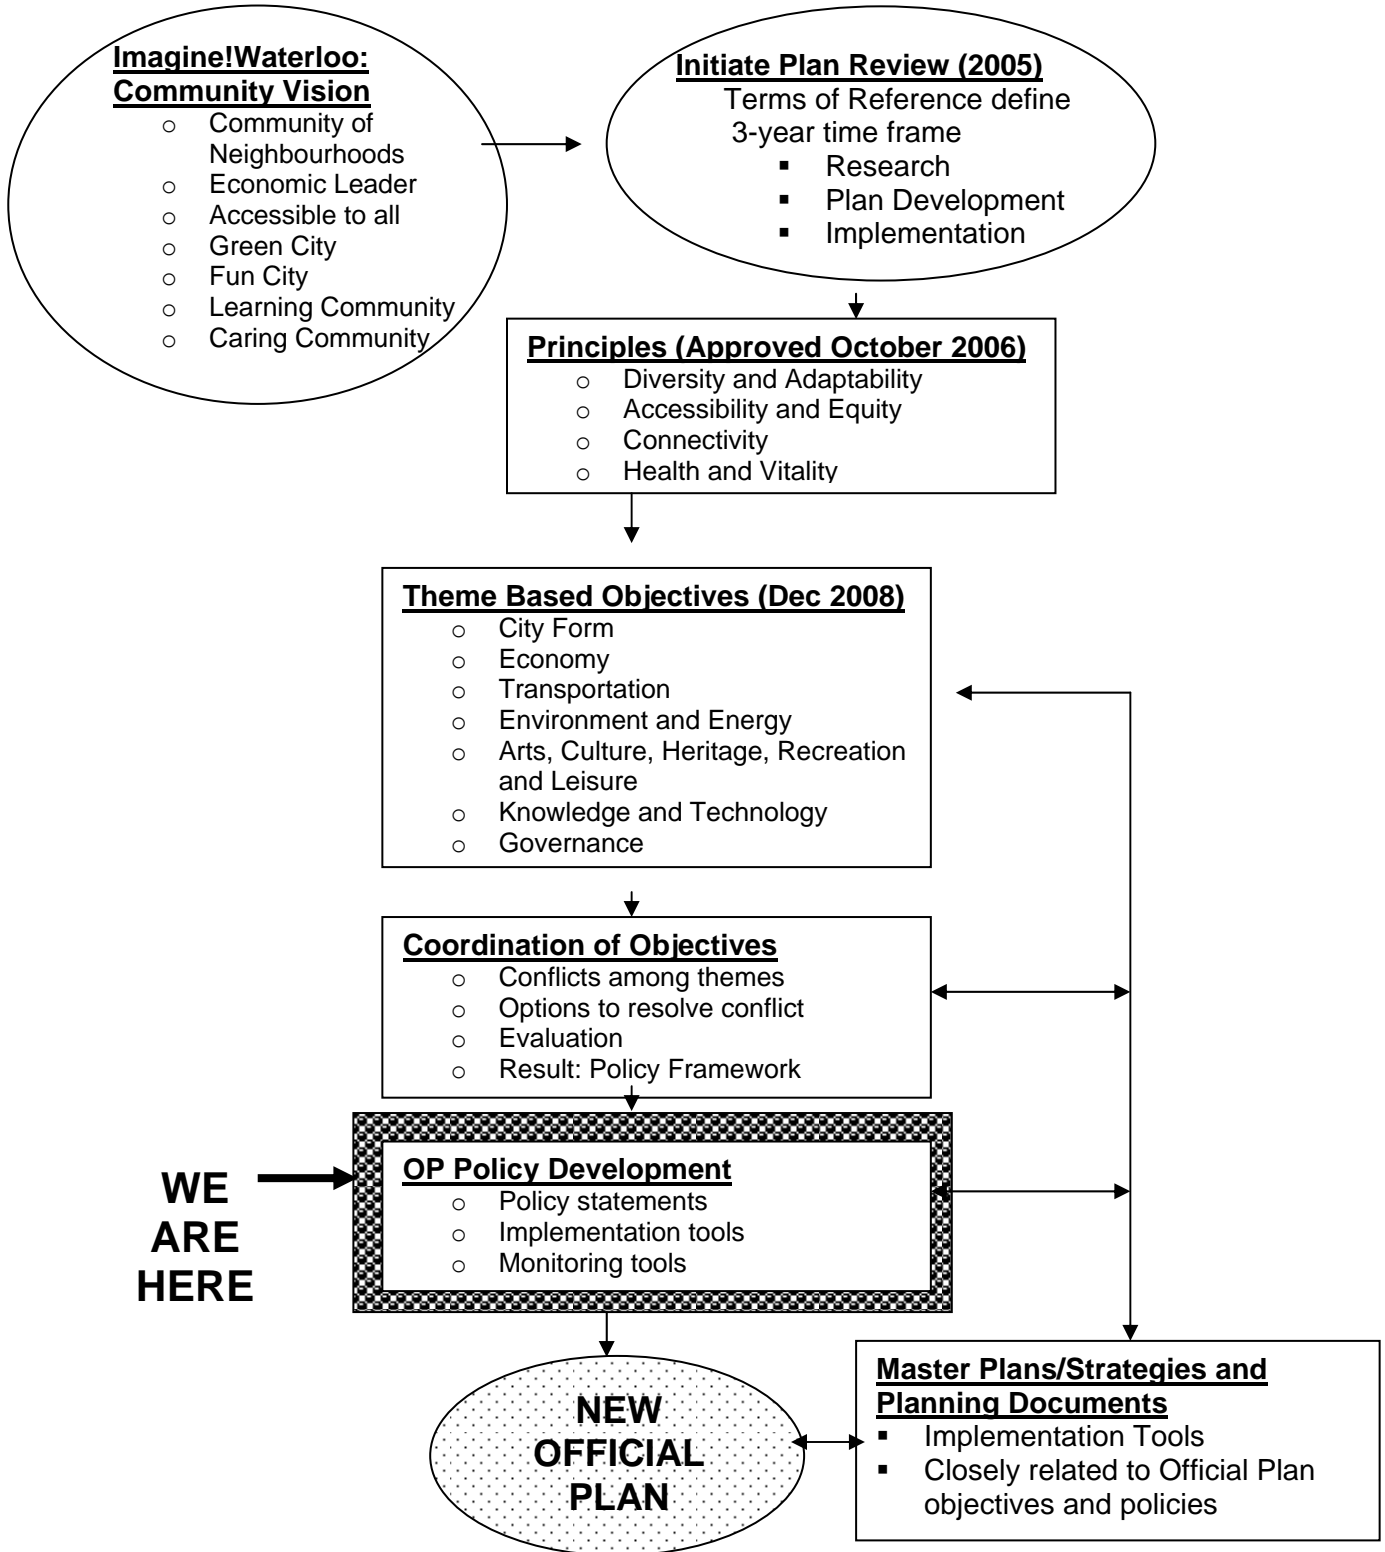 Imagine!Waterloo:
Community Vision
o Community of
Neighbourhoods
o Economic Leader
o Accessible to all
o Green City
o Fun City
o Learning Community
o Caring Community
Initiate Plan Review (2005)
Terms of Reference define
3-year time frame
▪ Research
▪ Plan Development
▪ Implementation
Principles (Approved October 2006)
o Diversity and Adaptability
o Accessibility and Equity
o Connectivity
o Health and Vitality
Theme Based Objectives (Dec 2008)
o City Form
o Economy
o Transportation
o Environment and Energy
o Arts, Culture, Heritage, Recreation
and Leisure
o Knowledge and Technology
o Governance
Coordination of Objectives
o Conflicts among themes
o Options to resolve conflict
o Evaluation
o Result: Policy Framework
WE
ARE
HERE
OP Policy Development
o Policy statements
o Implementation tools
o Monitoring tools
NEW
OFFICIAL
PLAN
Master Plans/Strategies and
Planning Documents
▪ Implementation Tools
▪ Closely related to Official Plan
objectives and policies